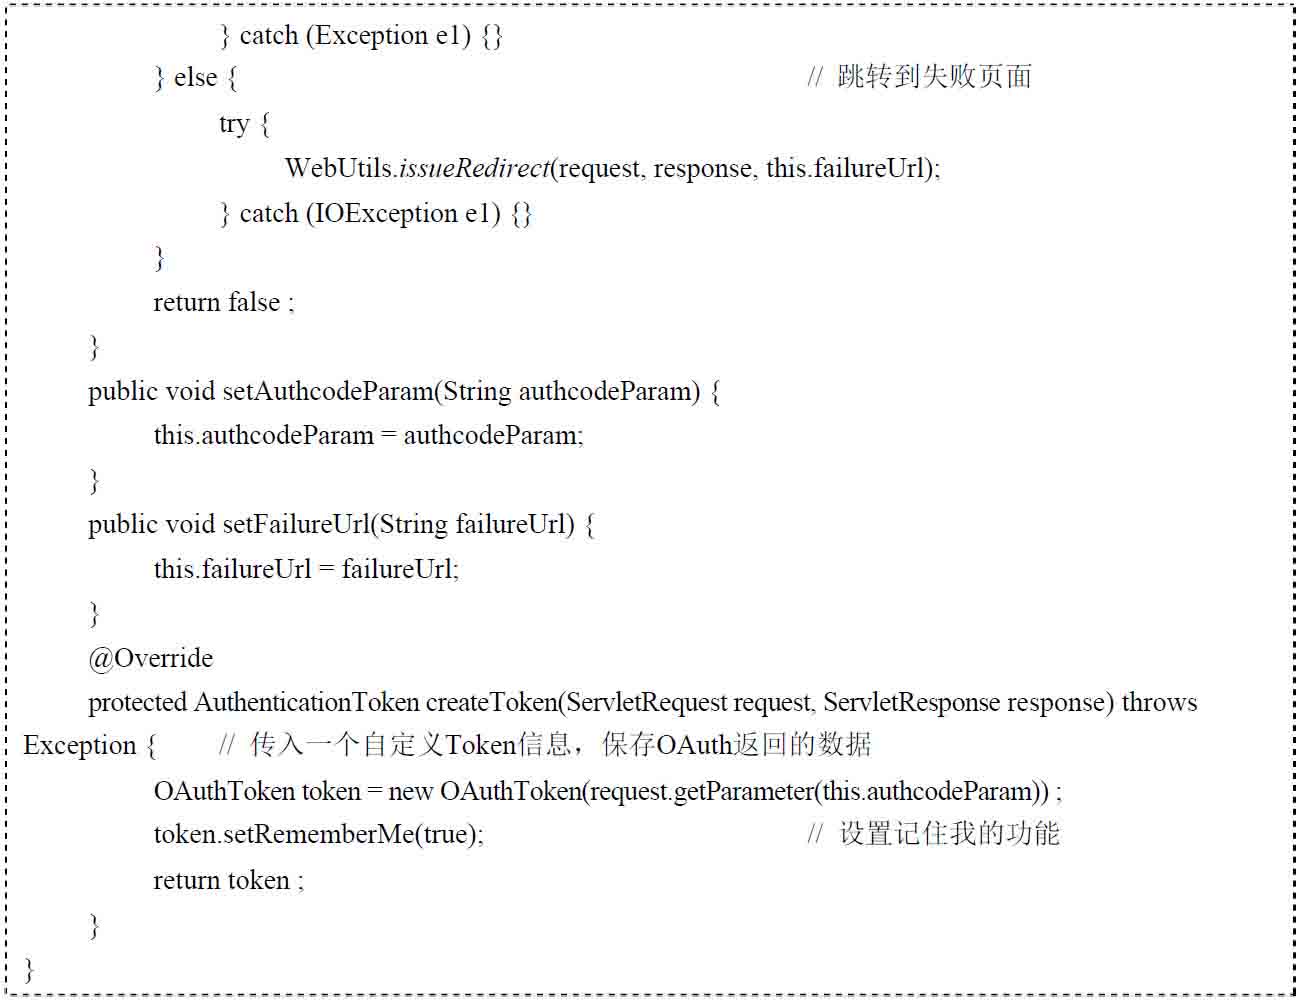 } catch (Exception e1) {}
} else { // 跳转到失败页面
try {
WebUtils.issueRedirect(request, response, this.failureUrl);
} catch (IOException e1) {}
}
return false ;
}
public void setAuthcodeParam(String authcodeParam) {
this.authcodeParam = authcodeParam;
}
public void setFailureUrl(String failureUrl) {
this.failureUrl = failureUrl;
}
@Override
protected AuthenticationToken createToken(ServletRequest request, ServletResponse response) throws
Exception { // 传入一个自定义Token信息，保存OAuth返回的数据
OAuthToken token = new OAuthToken(request.getParameter(this.authcodeParam)) ;
token.setRememberMe(true); // 设置记住我的功能
return token ;
}
}